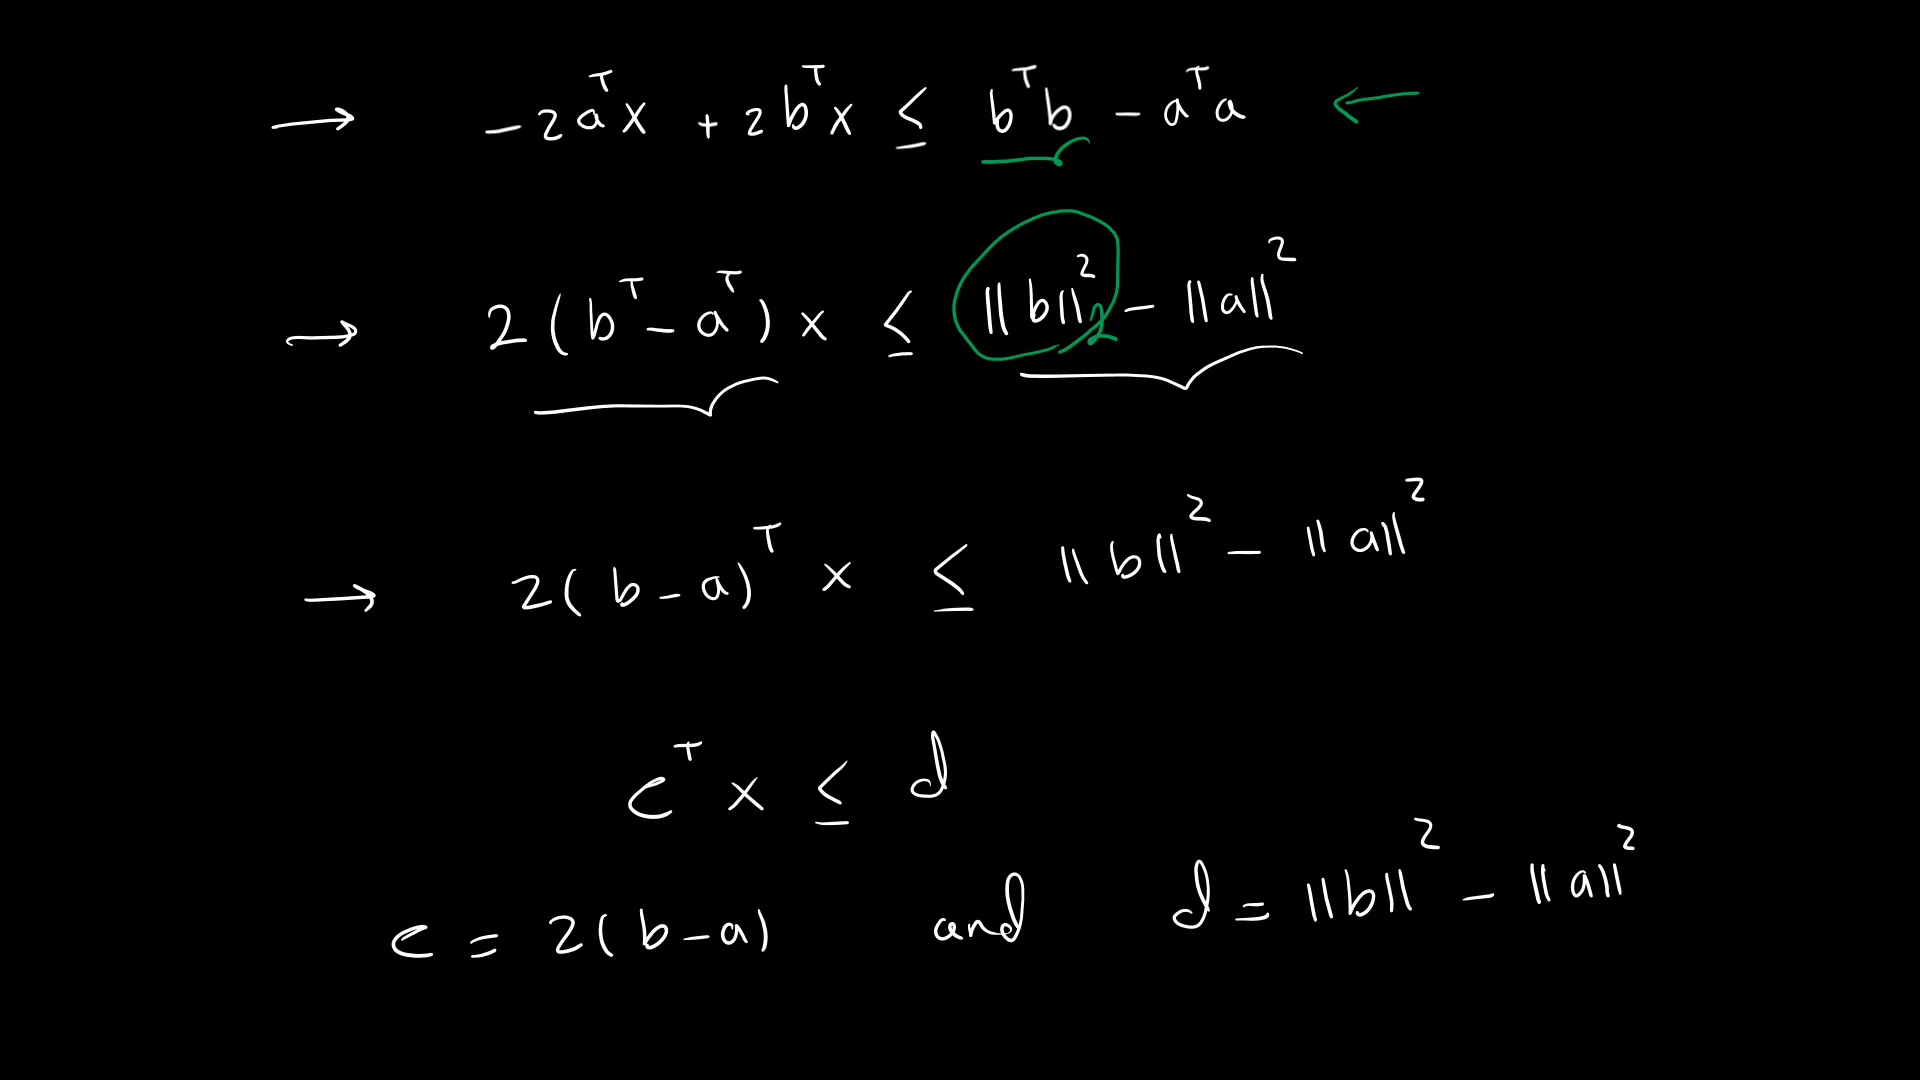 → -2aᵀx + 2bᵀx ≤ bᵀb - aᵀa ←
→ 2(bᵀ - aᵀ)x ≤ ||b||₂² - ||a||²
→ 2(b-a)ᵀ x ≤ ||b||² - ||a||²
cᵀx ≤ d
c = 2(b-a) and d = ||b||² - ||a||²